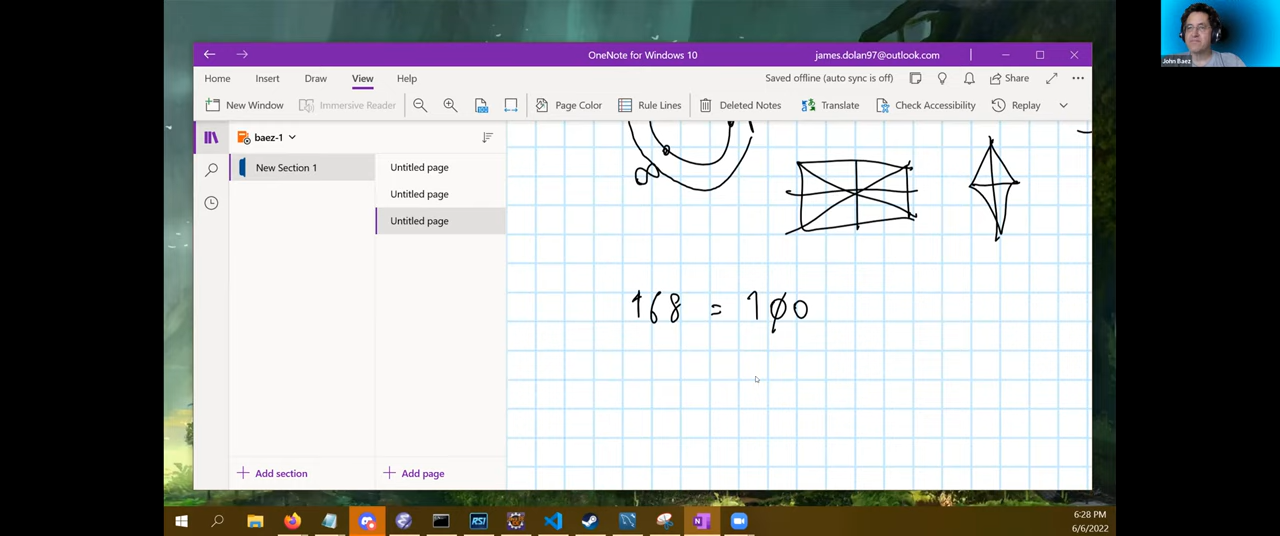 John Baez
OneNote for Windows 10
james.dolan97@outlook.com
Home Insert Draw View Help
Saved offline (auto sync is off)
Share
New Window
Immersive Reader
Page Color
Rule Lines
Deleted Notes
Translate
Check Accessibility
Replay
baez-1
New Section 1
Untitled page
Untitled page
Untitled page
∞
168 = 100
Add section
Add page
RSI
6:28 PM
6/6/2022